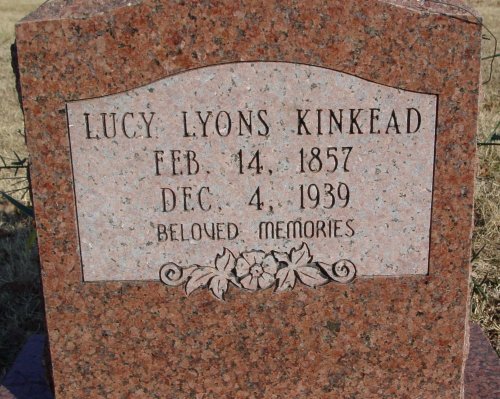 LUCY LYONS KINKEAD
FEB. 14, 1857
DEC. 4, 1939
BELOVED MEMORIES